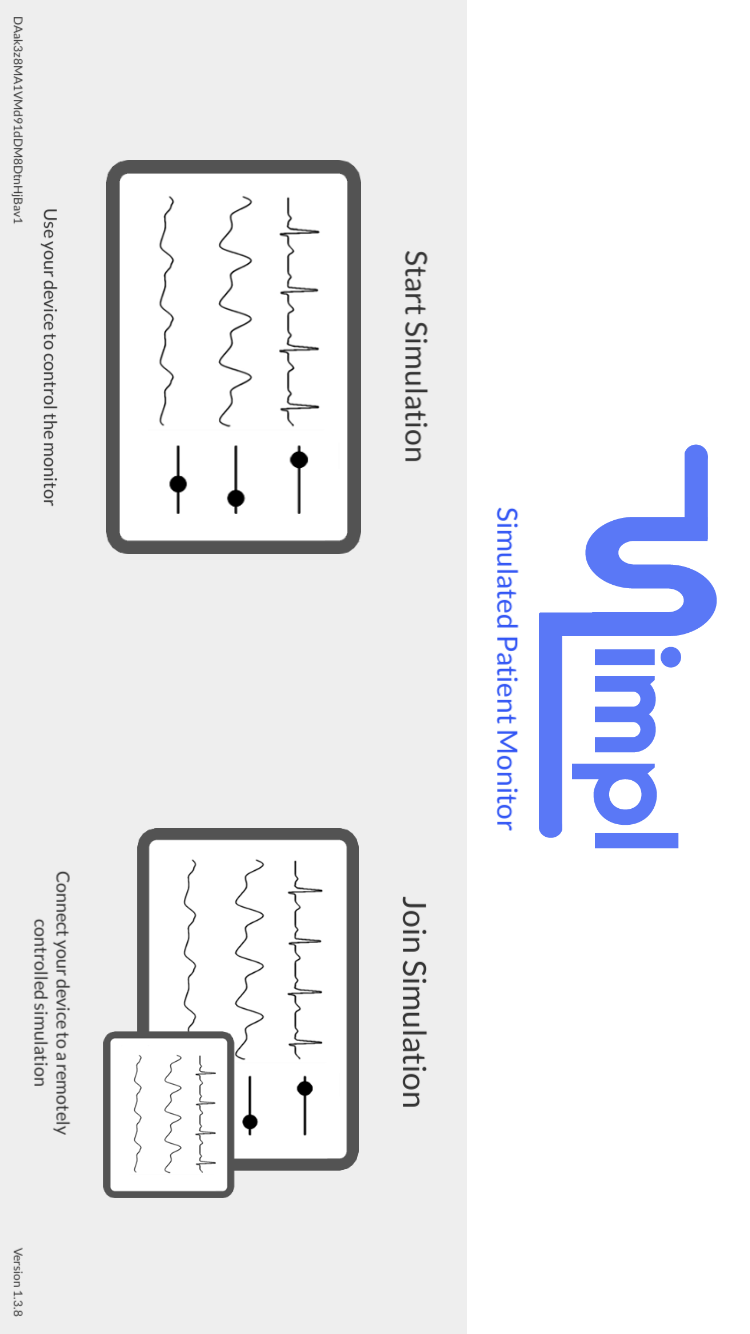 Simpl
Simulated Patient Monitor
Start Simulation
Use your device to control the monitor
Join Simulation
Connect your device to a remotely
controlled simulation
DAak3z8MA1VMd91dDM8DtnHjBav1
Version 1.3.8